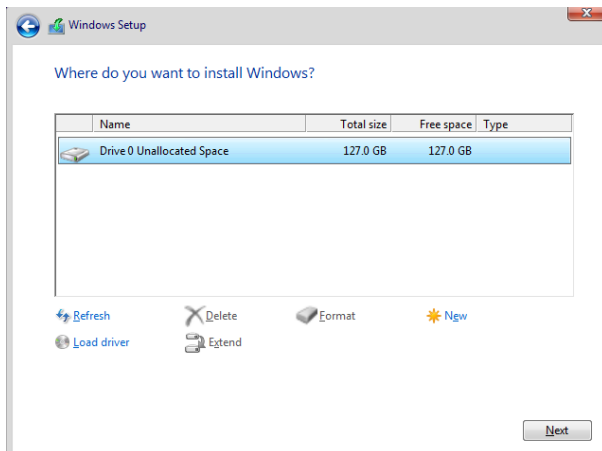 Windows Setup
Where do you want to install Windows?
Name Total size Free space Type
Drive 0 Unallocated Space 127.0 GB 127.0 GB
Refresh Delete Format New
Load driver Extend
Next